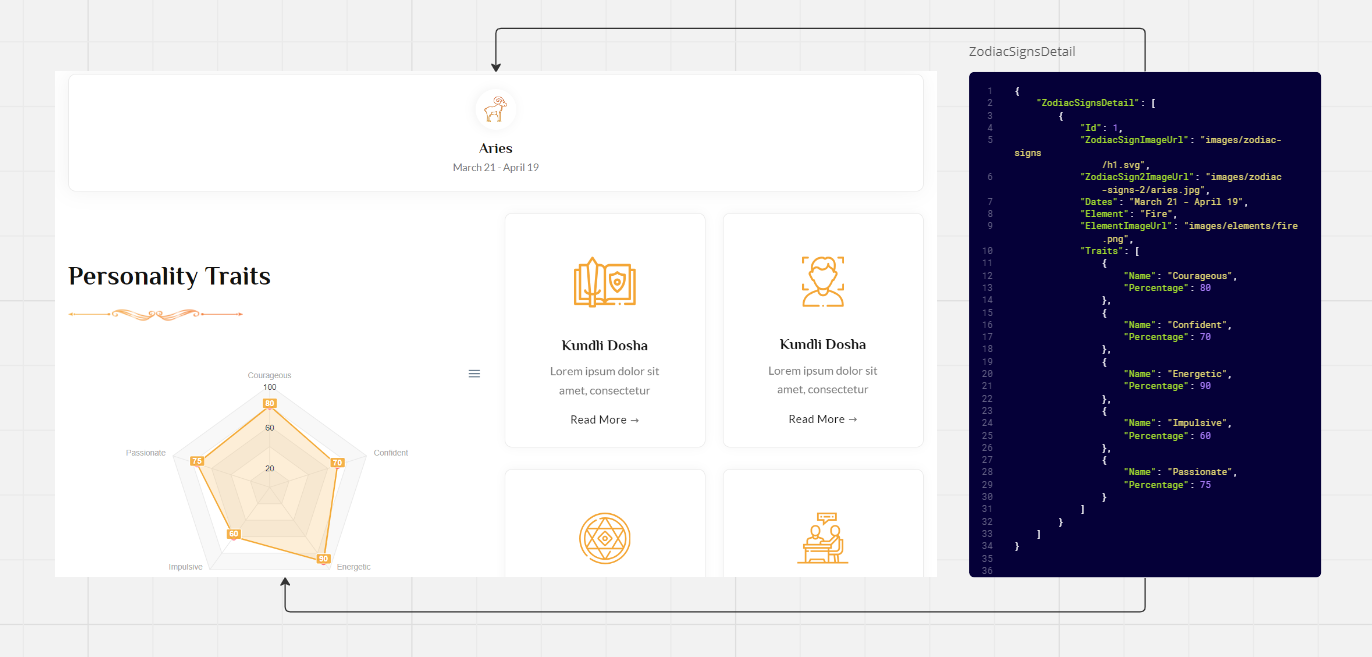 ZodiacSignsDetail
Aries
March 21 - April 19
Personality Traits
Courageous
100
80
60
Passionate
Confident
75
70
20
60
90
Impulsive
Energetic
Kundli Dosha
Lorem ipsum dolor sit
amet, consectetur
Read More →
Kundli Dosha
Lorem ipsum dolor sit
amet, consectetur
Read More →
1 {
2 "ZodiacSignsDetail": [
3 {
4 "Id": 1,
5 "ZodiacSignImageUrl": "images/zodiac-
signs
/h1.svg",
6 "ZodiacSign2ImageUrl": "images/zodiac
-signs-2/aries.jpg",
7 "Dates": "March 21 - April 19",
8 "Element": "Fire",
9 "ElementImageUrl": "images/elements/fire
.png",
10 "Traits": [
11 {
12 "Name": "Courageous",
13 "Percentage": 80
14 },
15 {
16 "Name": "Confident",
17 "Percentage": 70
18 },
19 {
20 "Name": "Energetic",
21 "Percentage": 90
22 },
23 {
24 "Name": "Impulsive",
25 "Percentage": 60
26 },
27 {
28 "Name": "Passionate",
29 "Percentage": 75
30 }
31 ]
32 }
33 ]
34 }
35
36